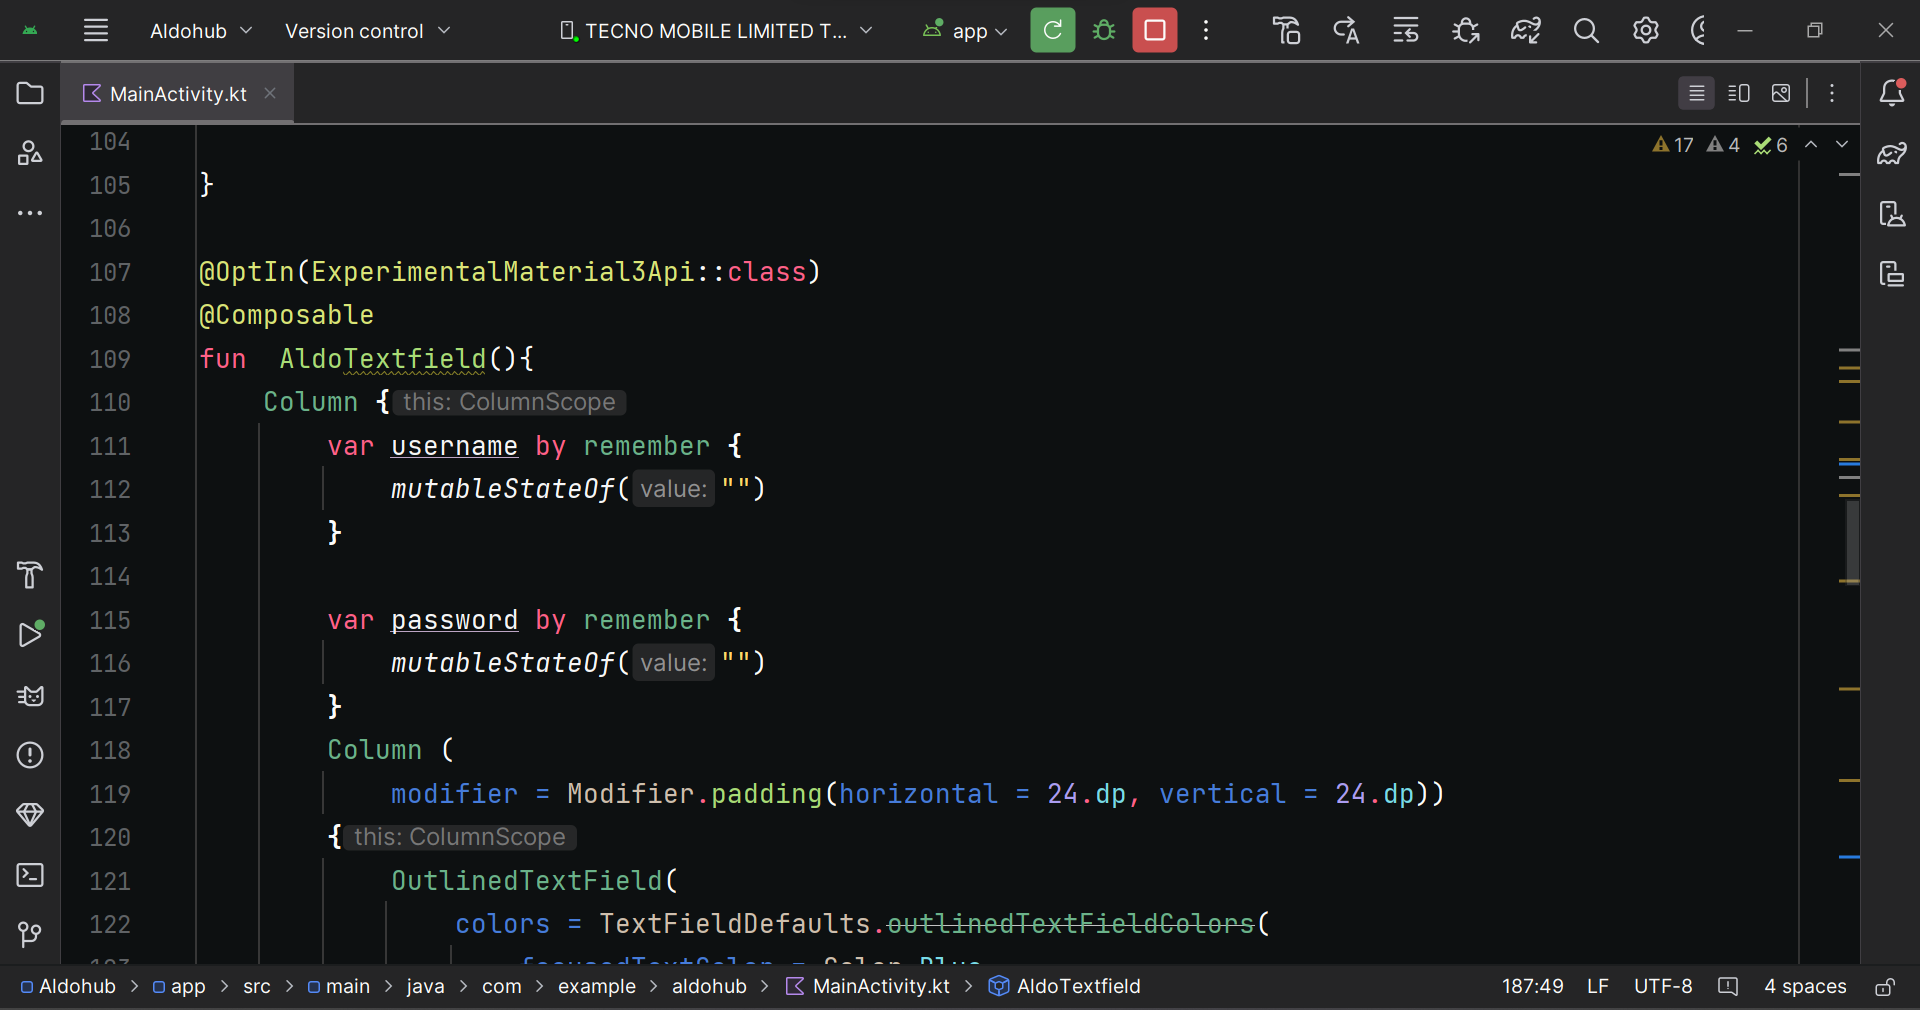 Aldohub Version control TECNO MOBILE LIMITED T... app
MainActivity.kt
17 4 6
104
105 }
106
107 @OptIn(ExperimentalMaterial3Api::class)
108 @Composable
109 fun  AldoTextfield(){
110 Column { this: ColumnScope
111 var username by remember {
112 mutableStateOf( value: "")
113 }
114
115 var password by remember {
116 mutableStateOf( value: "")
117 }
118 Column (
119 modifier = Modifier.padding(horizontal = 24.dp, vertical = 24.dp))
120 { this: ColumnScope
121 OutlinedTextField(
122 colors = TextFieldDefaults.outlinedTextFieldColors(
123 focusedTextColor = Color.Blue
Aldohub > app > src > main > java > com > example > aldohub > MainActivity.kt > AldoTextfield 187:49 LF UTF-8 4 spaces